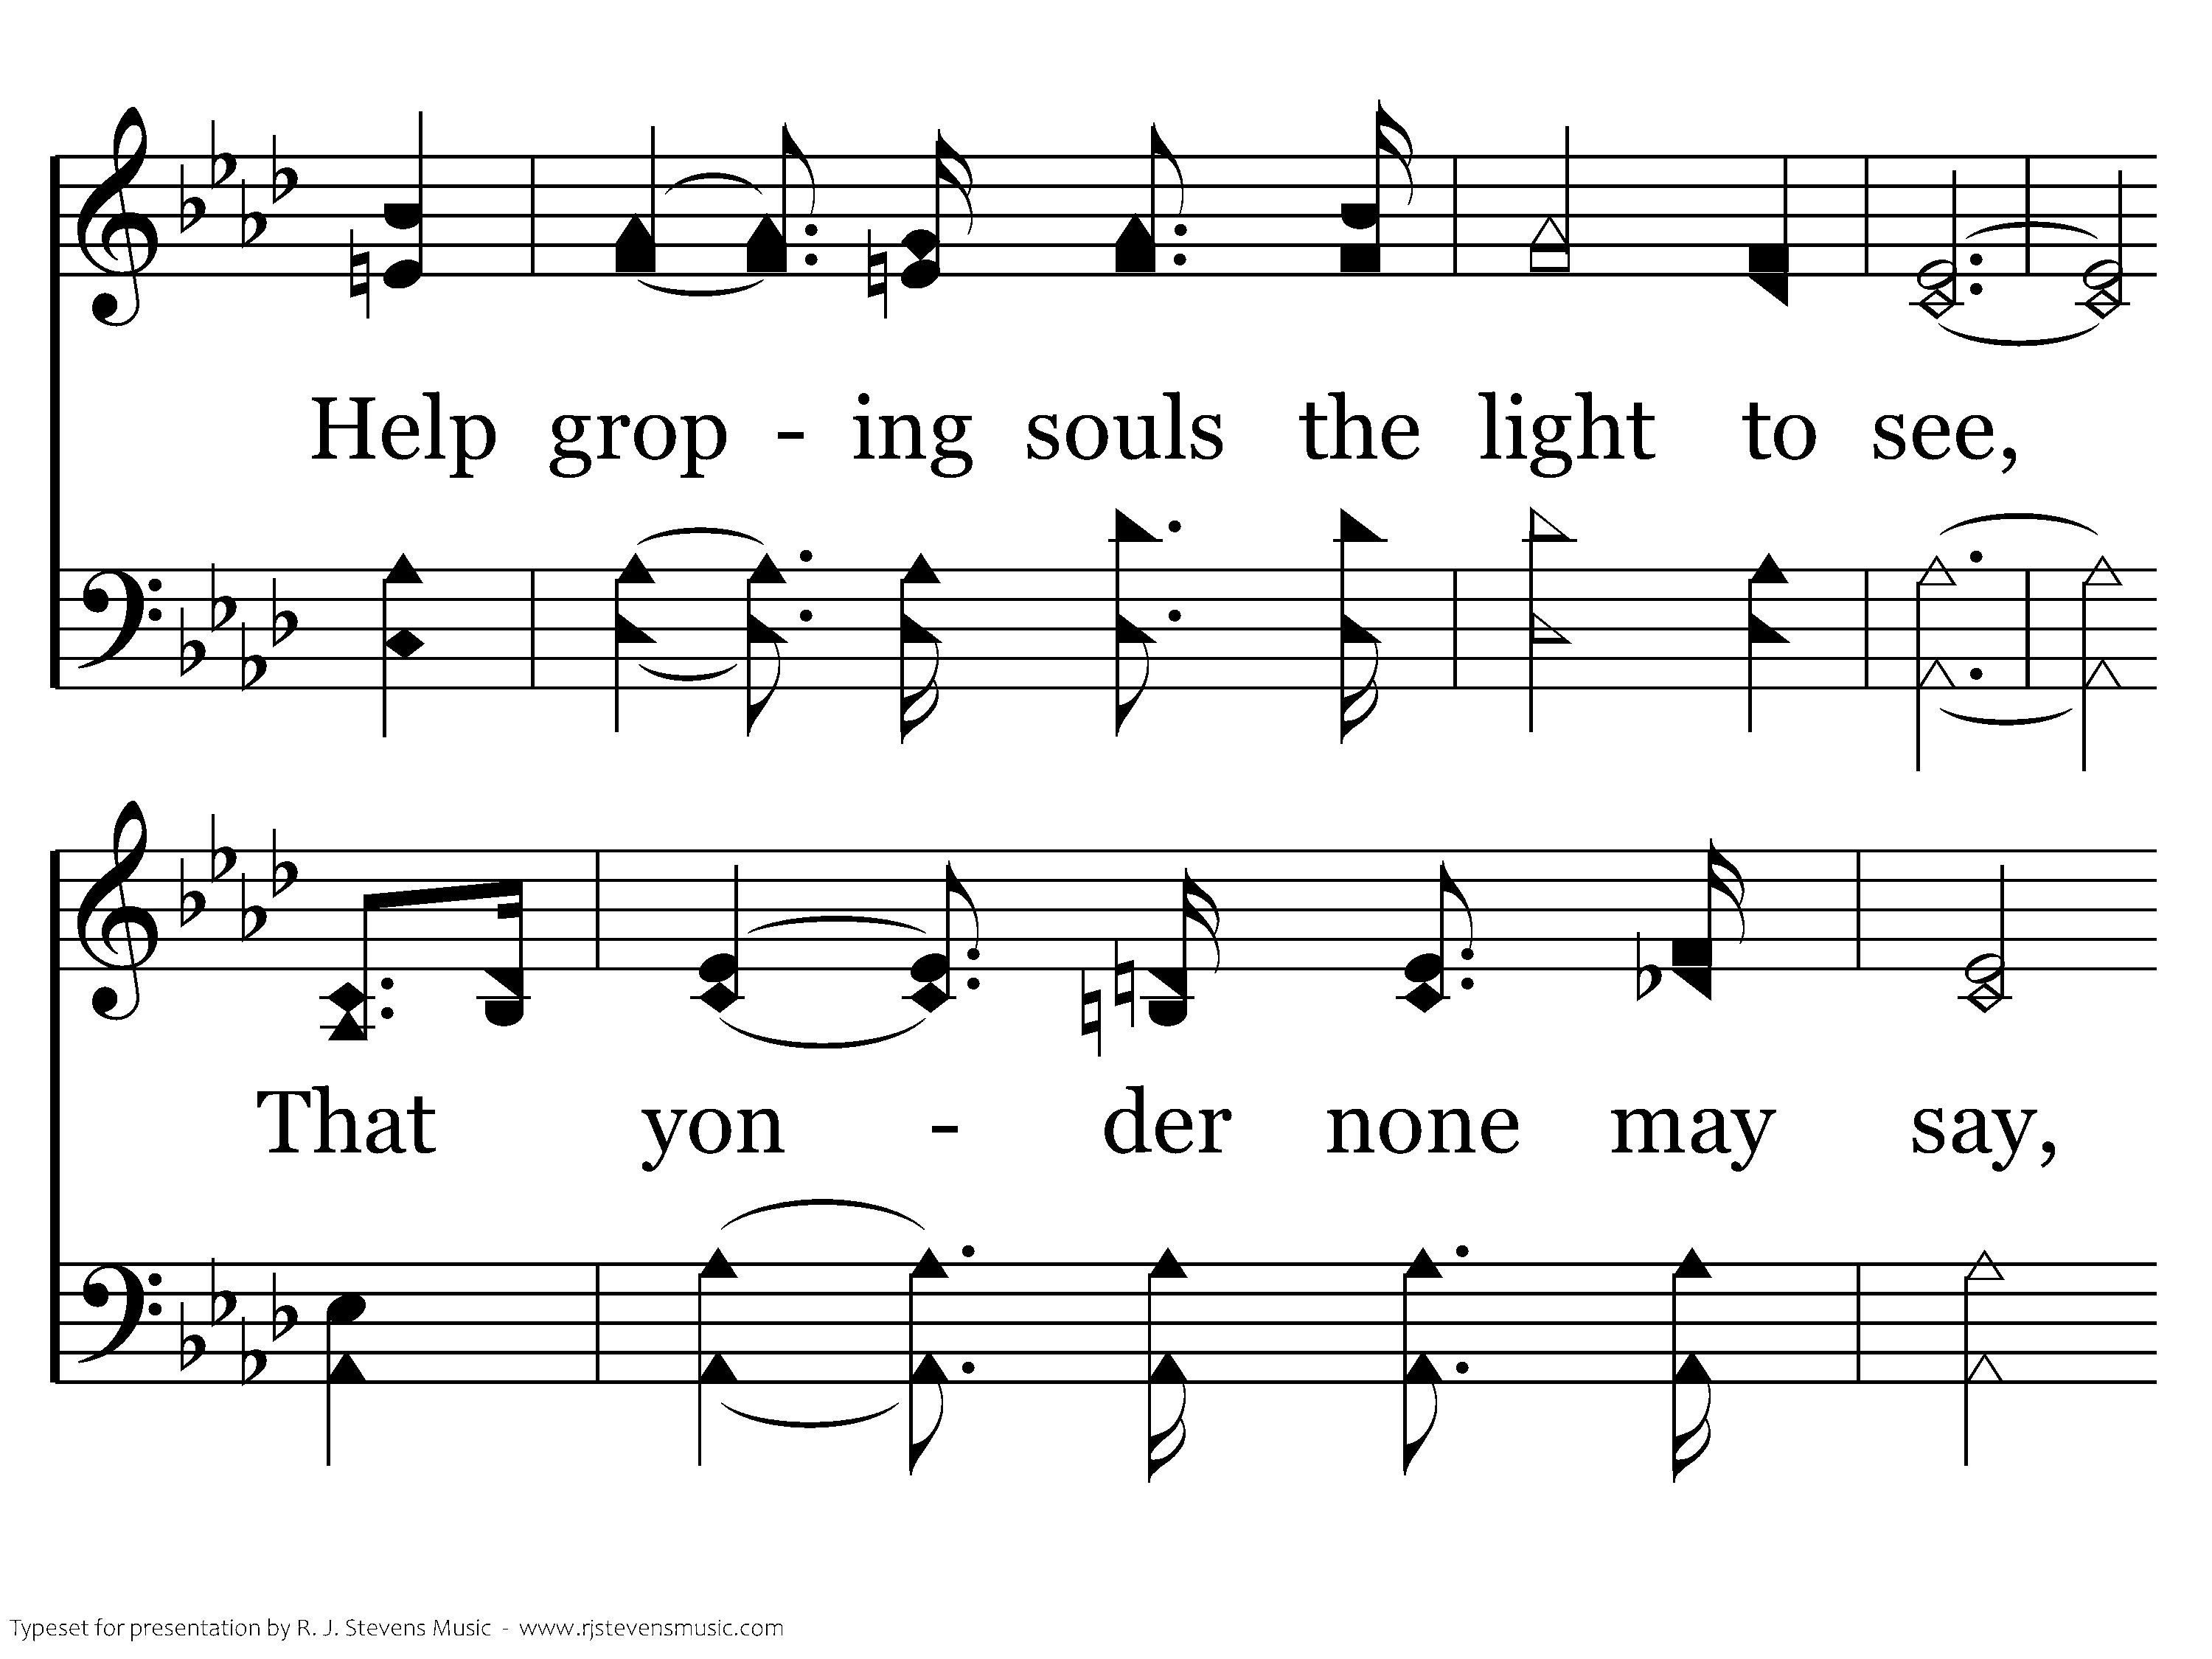 Help grop - ing souls the light to see,
That yon - der none may say,
Typeset for presentation by R. J. Stevens Music - www.rjstevensmusic.com